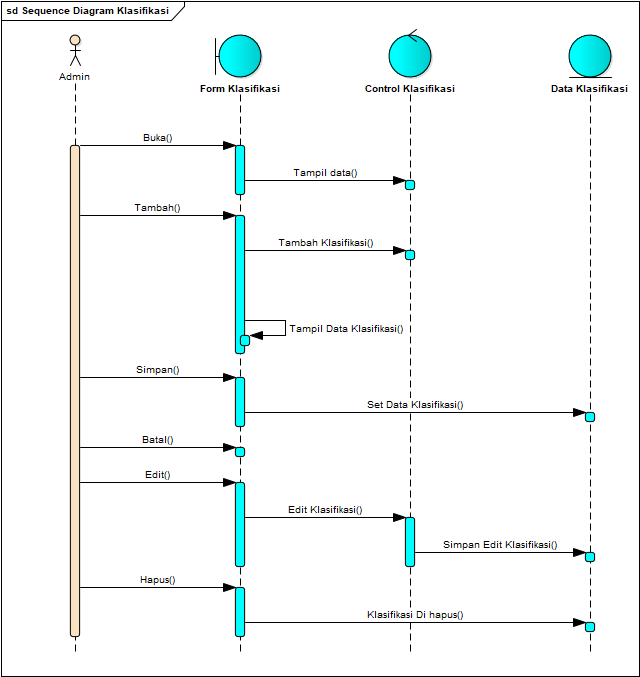 sd Sequence Diagram Klasifikasi
Admin
Form Klasifikasi
Control Klasifikasi
Data Klasifikasi
Buka()
Tampil data()
Tambah()
Tambah Klasifikasi()
Tampil Data Klasifikasi()
Simpan()
Set Data Klasifikasi()
Batal()
Edit()
Edit Klasifikasi()
Simpan Edit Klasifikasi()
Hapus()
Klasifikasi Di hapus()